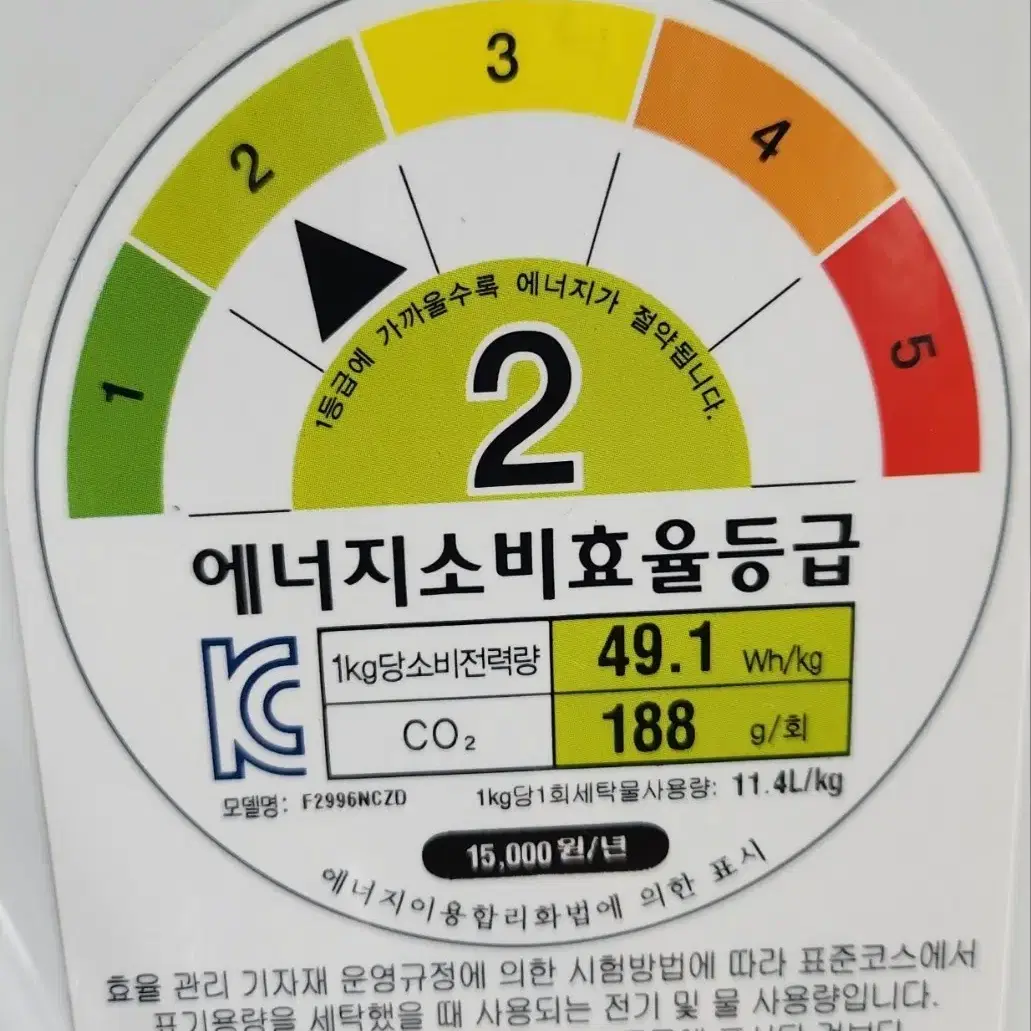 1
2
3
4
5
1등급에 가까울수록 에너지가 절약됩니다.
2
에너지소비효율등급
1kg당소비전력량 49.1 Wh/kg
CO₂ 188 g/회
모델명: F2996NCZD 1kg당1회세탁물사용량: 11.4L/kg
15,000원/년
에너지이용합리화법에 의한 표시
효율 관리 기자재 운영규정에 의한 시험방법에 따라 표준코스에서
표기용량을 세탁했을 때 사용되는 전기 및 물 사용량입니다.